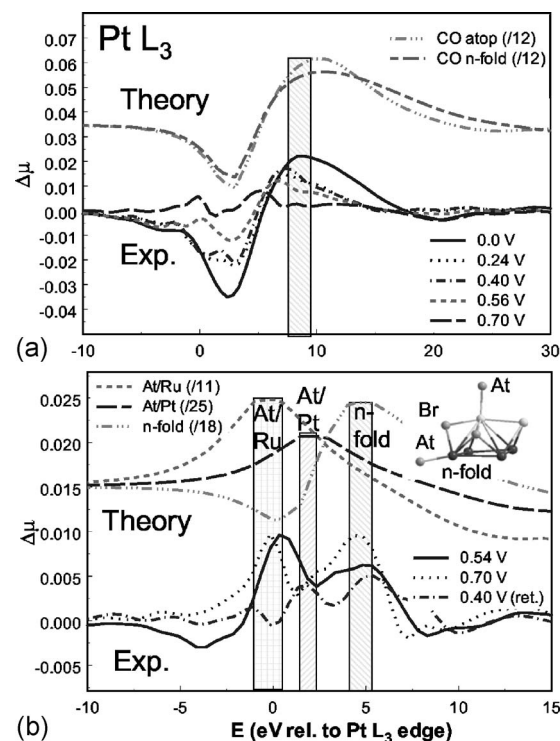 Pt L3
CO atop (/12)
CO n-fold (/12)
Theory
Exp.
0.0 V
0.24 V
0.40 V
0.56 V
0.70 V
Δμ
0.07
0.06
0.05
0.04
0.03
0.02
0.01
0.00
-0.01
-0.02
-0.03
-0.04
-10
0
10
20
30
(a)
At/Ru (/11)
At/Pt (/25)
n-fold (/18)
At/
Ru
At/
Pt
n-
fold
At
Br
At
n-fold
Theory
Exp.
0.54 V
0.70 V
0.40 V (ret.)
Δμ
0.025
0.020
0.015
0.010
0.005
0.000
-0.005
-10
-5
0
5
10
15
(b)
E (eV rel. to Pt L3 edge)